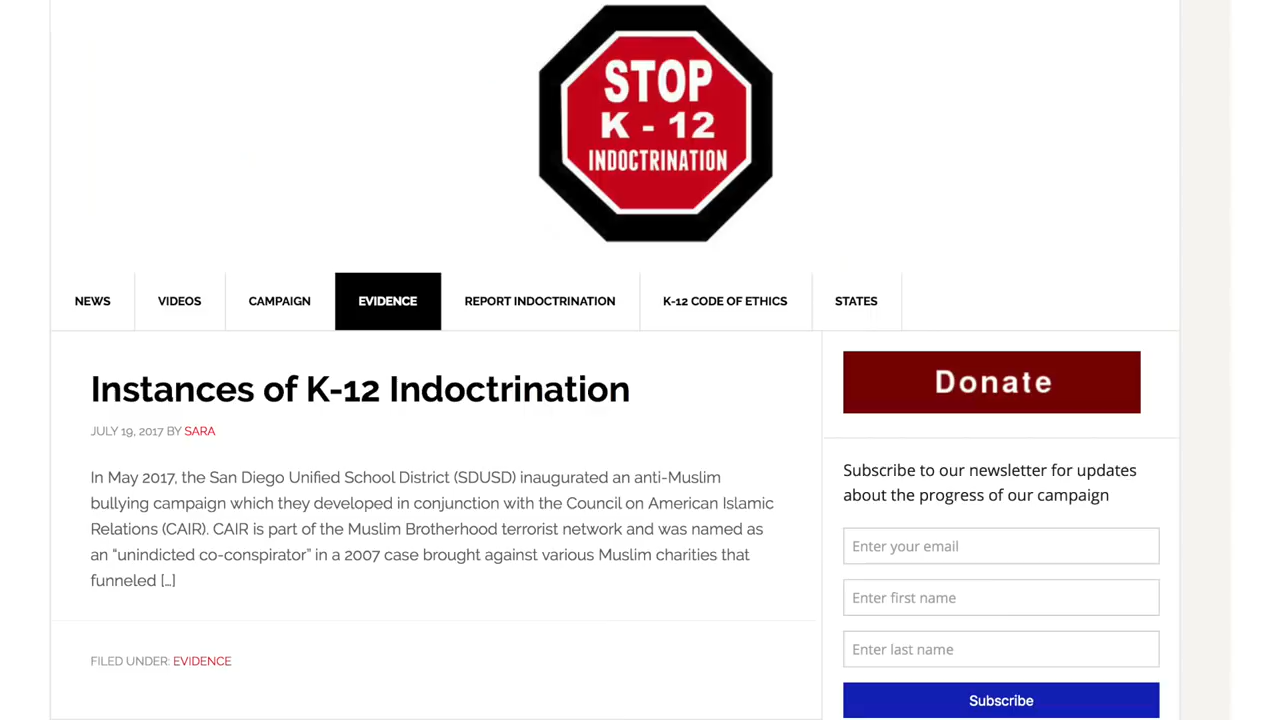 STOP
K - 12
INDOCTRINATION
NEWS
VIDEOS
CAMPAIGN
EVIDENCE
REPORT INDOCTRINATION
K-12 CODE OF ETHICS
STATES
Instances of K-12 Indoctrination
JULY 19, 2017 BY SARA
In May 2017, the San Diego Unified School District (SDUSD) inaugurated an anti-Muslim
bullying campaign which they developed in conjunction with the Council on American Islamic
Relations (CAIR). CAIR is part of the Muslim Brotherhood terrorist network and was named as
an “unindicted co-conspirator” in a 2007 case brought against various Muslim charities that
funneled [...]
FILED UNDER: EVIDENCE
Donate
Subscribe to our newsletter for updates
about the progress of our campaign
Enter your email
Enter first name
Enter last name
Subscribe